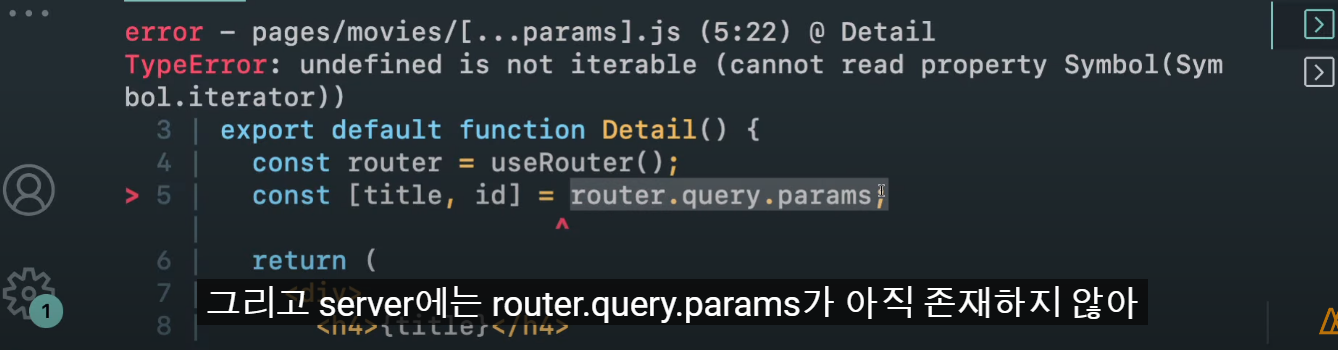 error - pages/movies/[...params].js (5:22) @ Detail
TypeError: undefined is not iterable (cannot read property Symbol(Sym
bol.iterator))
3 | export default function Detail() {
4 | const router = useRouter();
> 5 | const [title, id] = router.query.params;
| ^
6 | return (
7 | <div>
그리고 server에는 router.query.params가 아직 존재하지 않아
8 | <h4>{title}</h4>
1